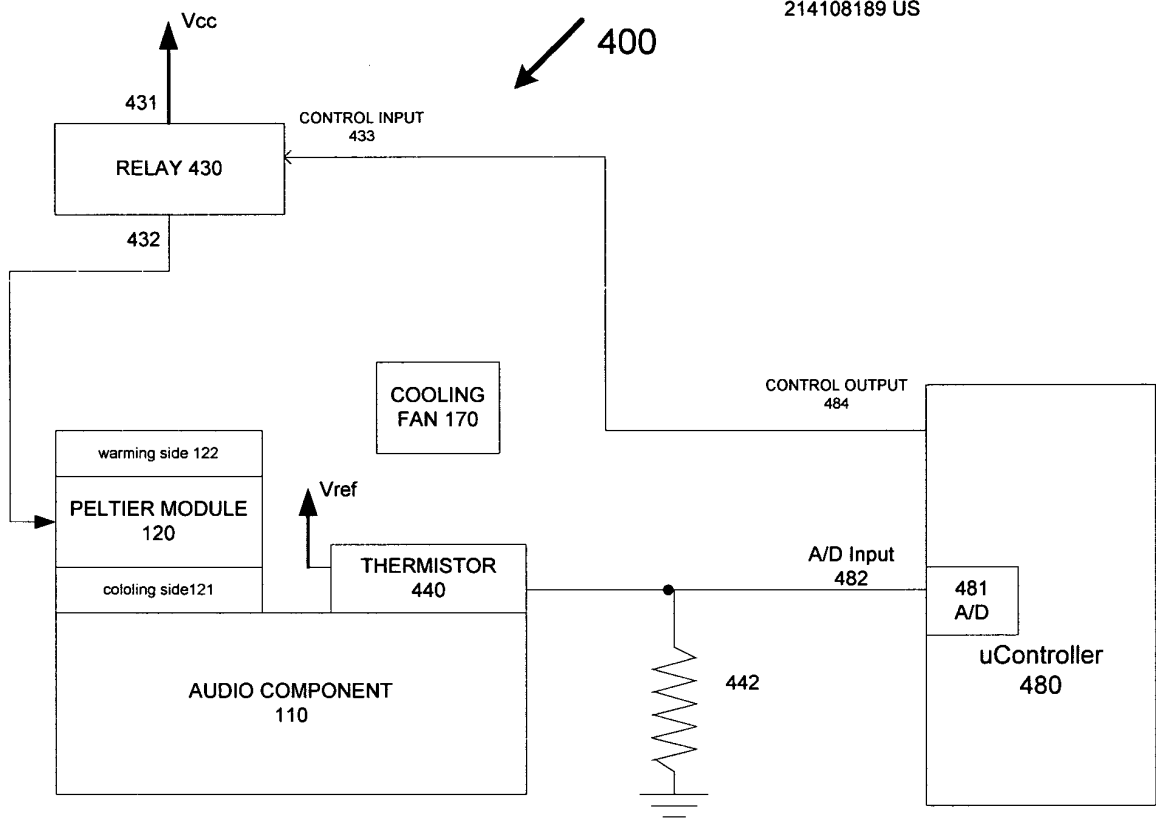 214108189 US
Vcc
400
431
CONTROL INPUT
433
RELAY 430
432
COOLING
FAN 170
CONTROL OUTPUT
484
warming side 122
PELTIER MODULE
120
cololing side121
Vref
THERMISTOR
440
A/D Input
482
481
A/D
uController
480
442
AUDIO COMPONENT
110